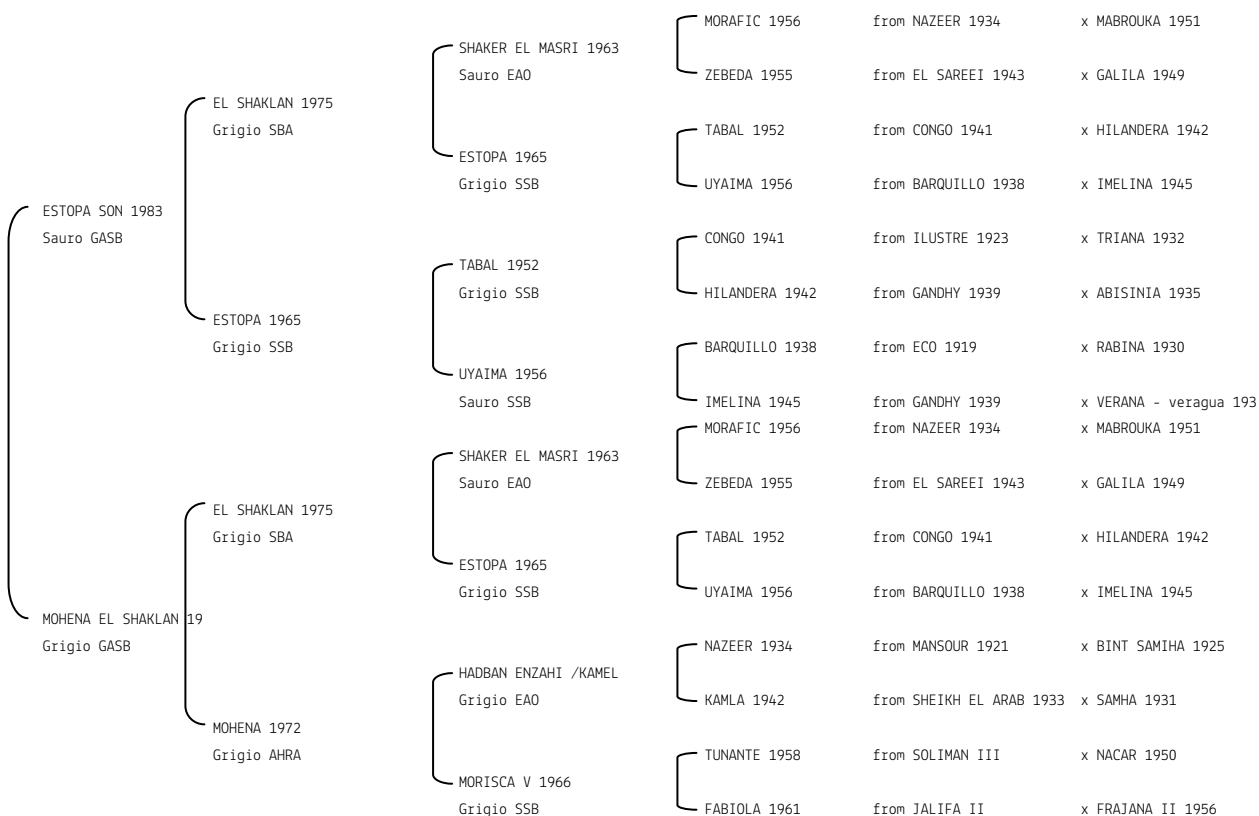 MORAFIC 1956 from NAZEER 1934 x MABROUKA 1951
SHAKER EL MASRI 1963
Sauro EAO ZEBEDA 1955 from EL SAREEI 1943 x GALILA 1949
EL SHAKLAN 1975
Grigio SBA TABAL 1952 from CONGO 1941 x HILANDERA 1942
ESTOPA 1965
Grigio SSB UYAIMA 1956 from BARQUILLO 1938 x IMELINA 1945
ESTOPA SON 1983
Sauro GASB CONGO 1941 from ILUSTRE 1923 x TRIANA 1932
TABAL 1952
Grigio SSB HILANDERA 1942 from GANDHY 1939 x ABISINIA 1935
ESTOPA 1965
Grigio SSB BARQUILLO 1938 from ECO 1919 x RABINA 1930
UYAIMA 1956
Sauro SSB IMELINA 1945 from GANDHY 1939 x VERANA - veragua 193
MORAFIC 1956 from NAZEER 1934 x MABROUKA 1951
SHAKER EL MASRI 1963
Sauro EAO ZEBEDA 1955 from EL SAREEI 1943 x GALILA 1949
EL SHAKLAN 1975
Grigio SBA TABAL 1952 from CONGO 1941 x HILANDERA 1942
ESTOPA 1965
Grigio SSB UYAIMA 1956 from BARQUILLO 1938 x IMELINA 1945
MOHENA EL SHAKLAN 19
Grigio GASB NAZEER 1934 from MANSOUR 1921 x BINT SAMIHA 1925
HADBAN ENZAHI /KAMEL
Grigio EAO KAMLA 1942 from SHEIKH EL ARAB 1933 x SAMHA 1931
MOHENA 1972
Grigio AHRA TUNANTE 1958 from SOLIMAN III x NACAR 1950
MORISCA V 1966
Grigio SSB FABIOLA 1961 from JALIFA II x FRAJANA II 1956